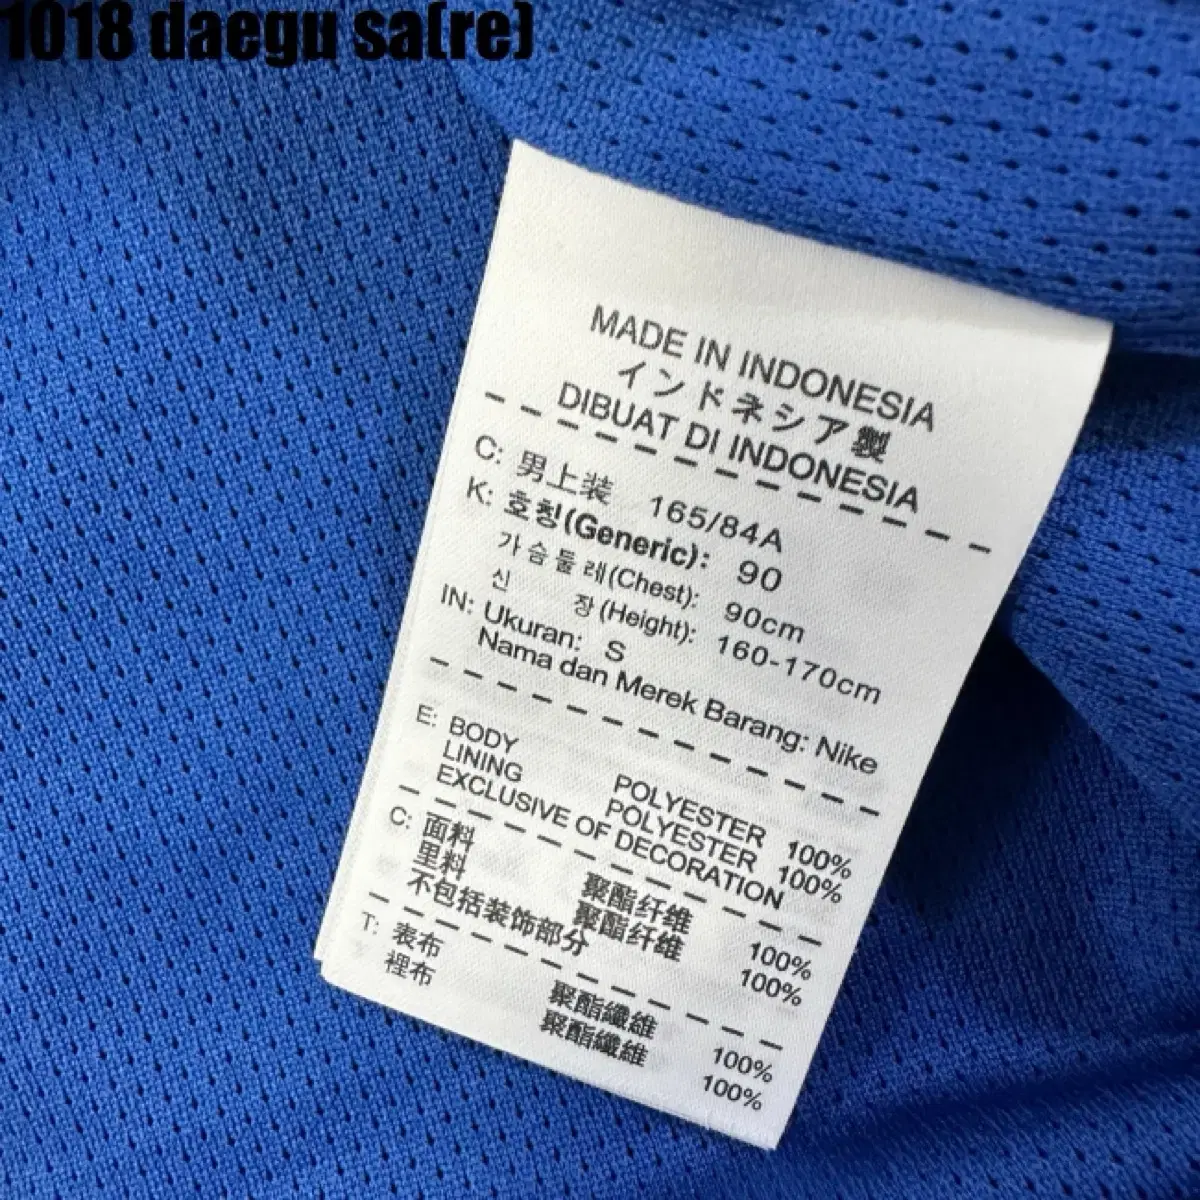 1018 daegu sa(re)
MADE IN INDONESIA
インドネシア製
DIBUAT DI INDONESIA
C: 男上装 165/84A
K: 호칭(Generic): 90
가슴둘레(Chest): 90cm
신 장(Height): 160-170cm
IN: Ukuran: S
Nama dan Merek Barang: Nike
E: BODY POLYESTER 100%
LINING POLYESTER 100%
EXCLUSIVE OF DECORATION
C: 面料 聚酯纤维 100%
里料 聚酯纤维 100%
不包括装饰部分
T: 表布 聚酯纖維 100%
裡布 聚酯纖維 100%